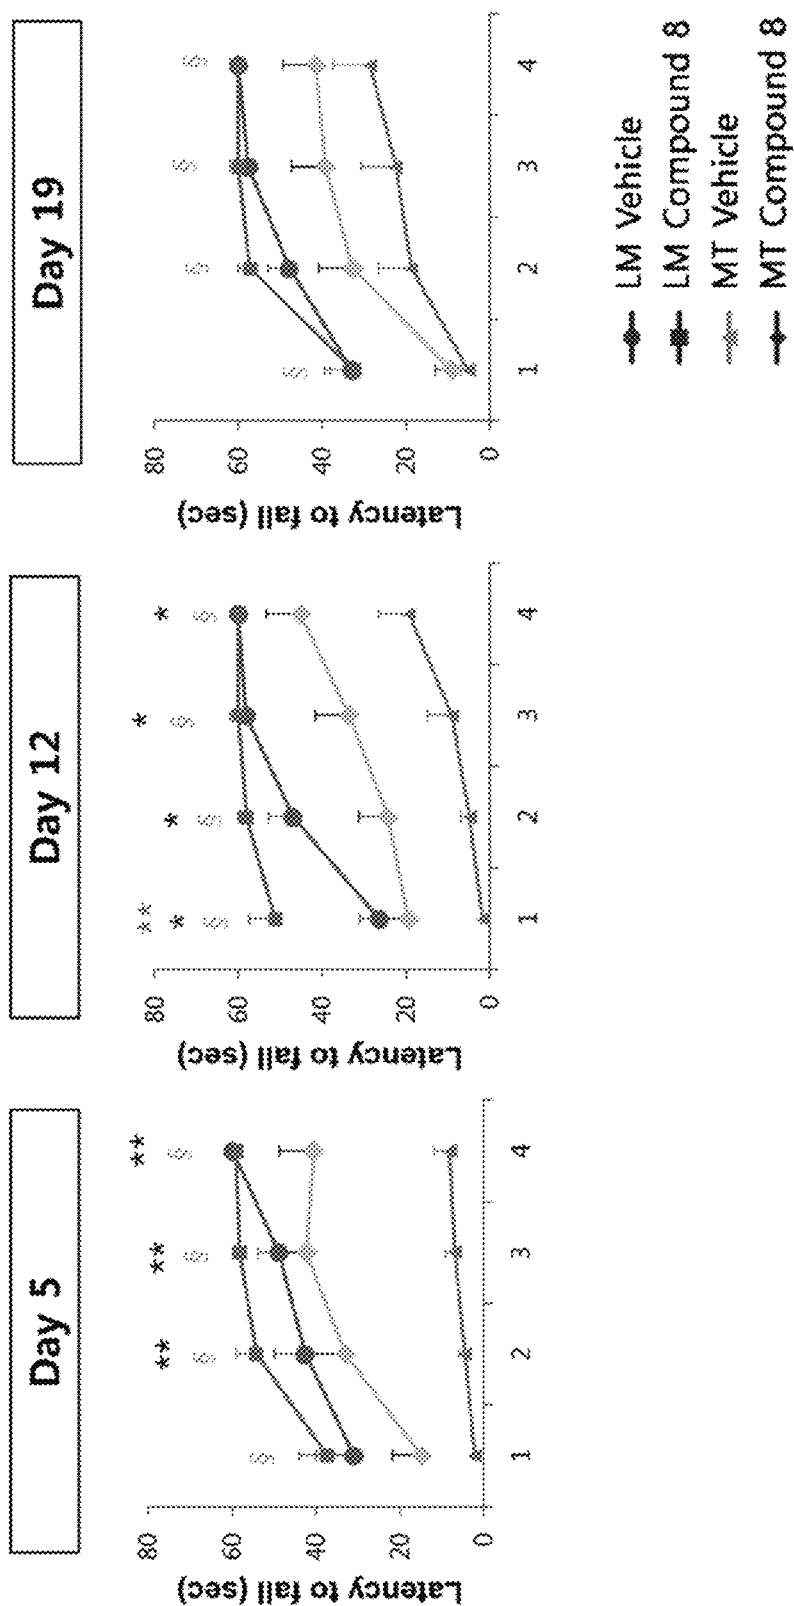 Day 5
**
**
**
§
§
§
§
80
60
40
20
0
Latency to fall (sec)
1 2 3 4
Day 12
**
*
*
*
*
§
§
§
§
80
60
40
20
0
Latency to fall (sec)
1 2 3 4
Day 19
§
§
§
§
80
60
40
20
0
Latency to fall (sec)
1 2 3 4
LM Vehicle
LM Compound 8
MT Vehicle
MT Compound 8